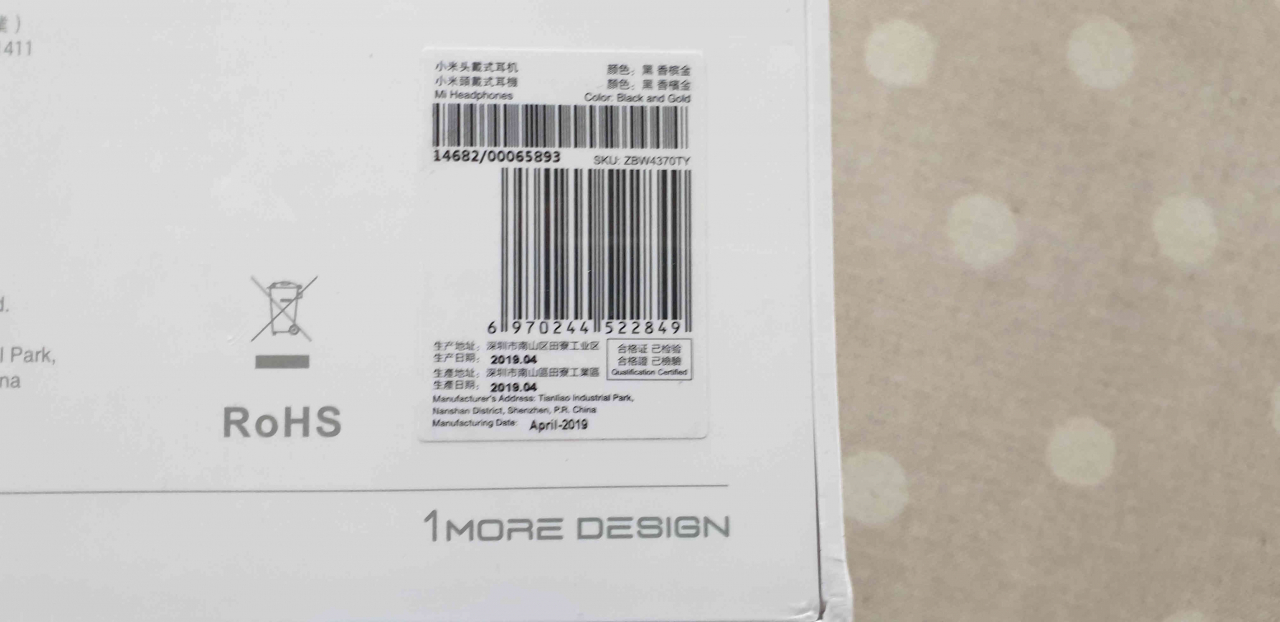 ）
411
小米头戴式耳机
小米頭戴式耳機
Mi Headphones
颜色：黑 香槟金
顏色：黑 香檳金
Color: Black and Gold
14682/00065893
SKU: ZBW4370TY
6 970244 522849
生产地址：深圳市南山区田寮工业区
生产日期：2019.04
生產地址：深圳市南山區田寮工業區
生產日期：2019.04
合格证 已检验
合格證 已檢驗
Qualification Certified
Manufacturer's Address: Tianliao Industrial Park,
Nanshan District, Shenzhen, P.R. China
Manufacturing Date: April-2019
d.
l Park,
na
RoHS
1MORE DESIGN